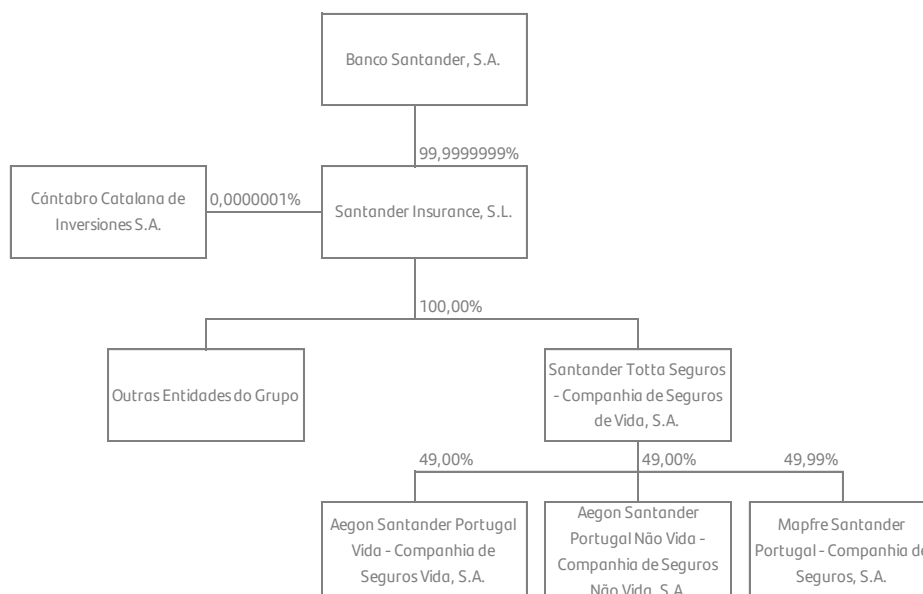 Banco Santander, S.A.
99,9999999%
Cántabro Catalana de
Inversiones S.A.
0,0000001%
Santander Insurance, S.L.
100,00%
Outras Entidades do Grupo
Santander Totta Seguros
- Companhia de Seguros
de Vida, S.A.
49,00%
49,00%
49,99%
Aegon Santander Portugal
Vida - Companhia de
Seguros Vida, S.A.
Aegon Santander
Portugal Não Vida -
Companhia de Seguros
Não Vida, S.A.
Mapfre Santander
Portugal - Companhia de
Seguros, S.A.